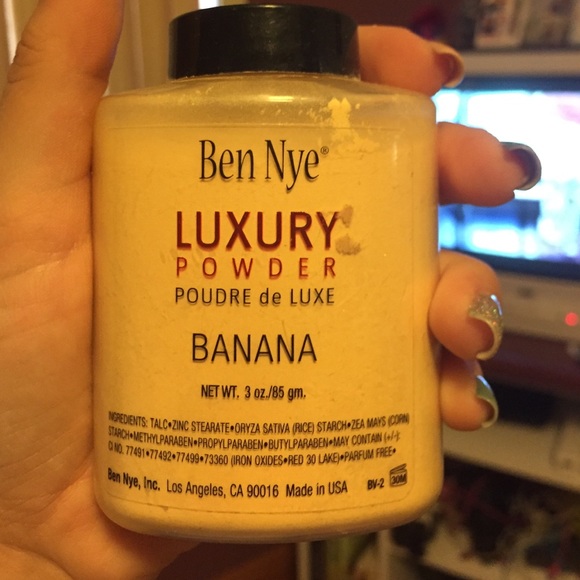 Ben Nye®
LUXURY
POWDER
POUDRE de LUXE
BANANA
NET WT. 3 oz./85 gm.
INGREDIENTS: TALC•ZINC STEARATE•ORYZA SATIVA (RICE) STARCH•ZEA MAYS (CORN)
STARCH•METHYLPARABEN•PROPYLPARABEN•BUTYLPARABEN•MAY CONTAIN (+/-):
CI NO. 77491•77492•77499•73360 (IRON OXIDES•RED 30 LAKE)•PARFUM FREE•
Ben Nye, Inc. Los Angeles, CA 90016 Made in USA BV-2 30M